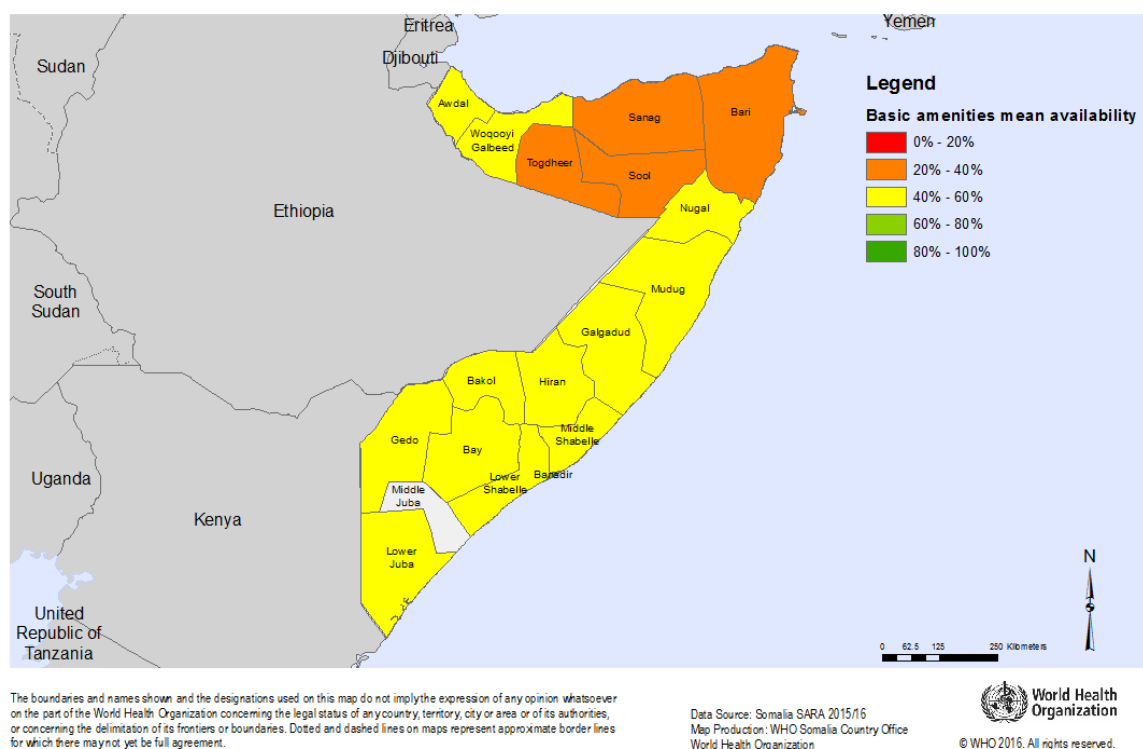 Eritrea
Yemen
Djibouti
Sudan
Legend
Basic amenities mean availability
0% - 20%
20% - 40%
40% - 60%
60% - 80%
80% - 100%
Awdal
Woqooyi
Galbeed
Togdheer
Sanag
Bari
Sool
Nugal
Ethiopia
South
Sudan
Mudug
Galgadud
Bakol
Hiran
Gedo
Bay
Middle
Shabelle
Lower
Shabelle
Banadir
Middle
Juba
Lower
Juba
Uganda
Kenya
United
Republic of
Tanzania
N
0 62.5 125 250 Kilometers
The boundaries and names shown and the designations used on this map do not imply the expression of any opinion whatsoever
on the part of the World Health Organization concerning the legal status of any country, territory, city or area or of its authorities,
or concerning the delimitation of its frontiers or boundaries. Dotted and dashed lines on maps represent approximate border lines
for which there may not yet be full agreement.
Data Source: Somalia SARA 2015/16
Map Production: WHO Somalia Country Office
World Health Organization
World Health
Organization
© WHO 2016. All rights reserved.